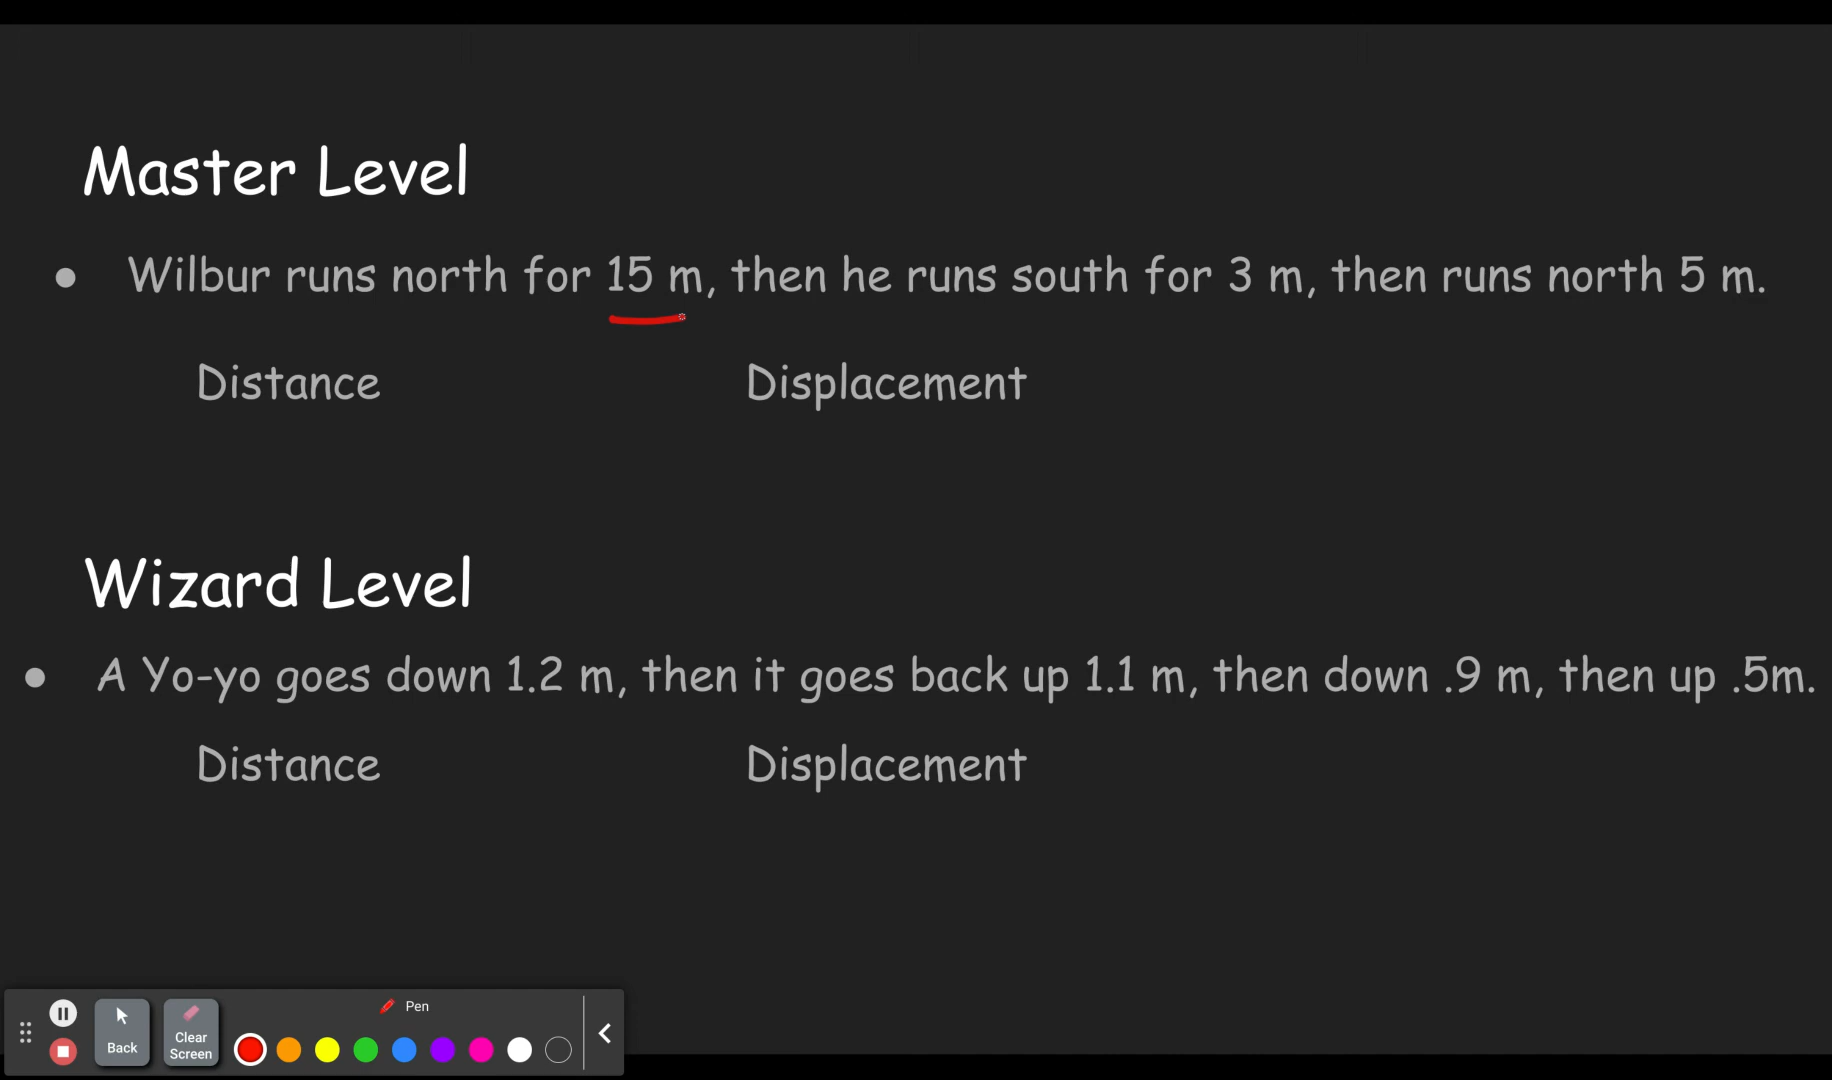 Master Level
● Wilbur runs north for 15 m, then he runs south for 3 m, then runs north 5 m.
Distance Displacement
Wizard Level
● A Yo-yo goes down 1.2 m, then it goes back up 1.1 m, then down .9 m, then up .5m.
Distance Displacement
Pen
Back
Clear
Screen